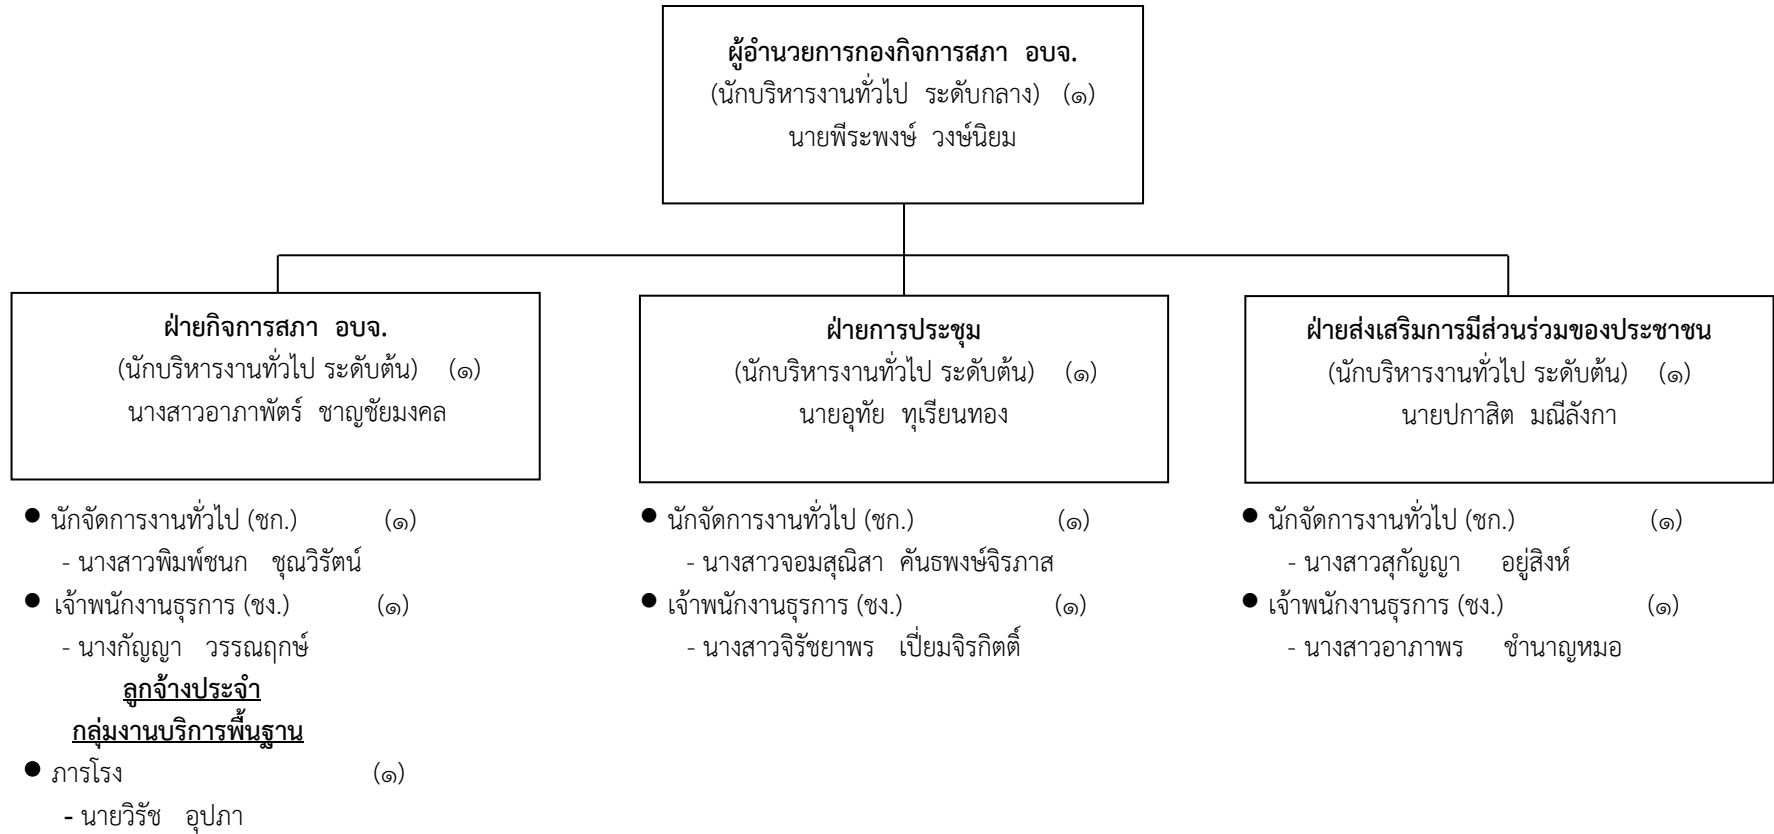 ผู้อำนวยการกองกิจการสภา อบจ.
(นักบริหารงานทั่วไป ระดับกลาง) (๑)
นายพีระพงษ์ วงษ์นิยม
ฝ่ายกิจการสภา อบจ.
(นักบริหารงานทั่วไป ระดับต้น) (๑)
นางสาวอาภาพัตร์ ชาญชัยมงคล
● นักจัดการงานทั่วไป (ชก.) (๑)
- นางสาวพิมพ์ชนก ชุณวิรัตน์
● เจ้าพนักงานธุรการ (ชง.) (๑)
- นางกัญญา วรรณฤกษ์
ลูกจ้างประจำ
กลุ่มงานบริการพื้นฐาน
● ภารโรง (๑)
- นายวิรัช อุปภา
ฝ่ายการประชุม
(นักบริหารงานทั่วไป ระดับต้น) (๑)
นายอุทัย ทุเรียนทอง
● นักจัดการงานทั่วไป (ชก.) (๑)
- นางสาวจอมสุณิสา คันธพงษ์จิรภาส
● เจ้าพนักงานธุรการ (ชง.) (๑)
- นางสาวจิรัชยาพร เปี่ยมจิรกิตติ์
ฝ่ายส่งเสริมการมีส่วนร่วมของประชาชน
(นักบริหารงานทั่วไป ระดับต้น) (๑)
นายปกาสิต มณีลังกา
● นักจัดการงานทั่วไป (ชก.) (๑)
- นางสาวสุกัญญา อยู่สิงห์
● เจ้าพนักงานธุรการ (ชง.) (๑)
- นางสาวอาภาพร ชำนาญหมอ